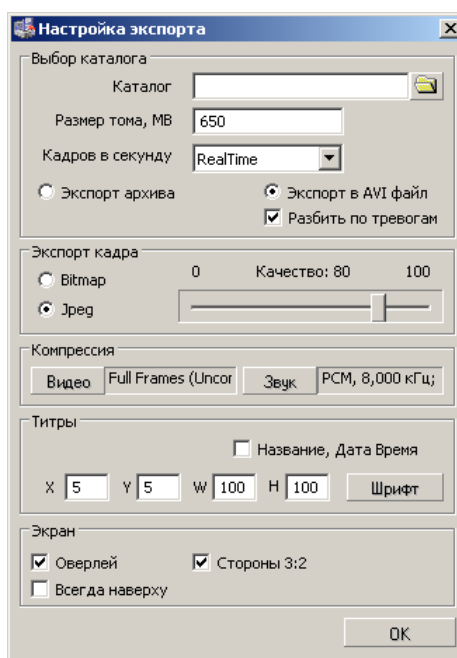 Настройка экспорта
Выбор каталога
Каталог
Размер тома, МВ 650
Кадров в секунду RealTime
Экспорт архива Экспорт в AVI файл
Разбить по тревогам
Экспорт кадра
Bitmap 0 Качество: 80 100
Jpeg
Компрессия
Видео Full Frames (Uncor Звук PCM, 8,000 кГц;
Титры
Название, Дата Время
X 5 Y 5 W 100 H 100 Шрифт
Экран
Оверлей Стороны 3:2
Всегда наверху
OK